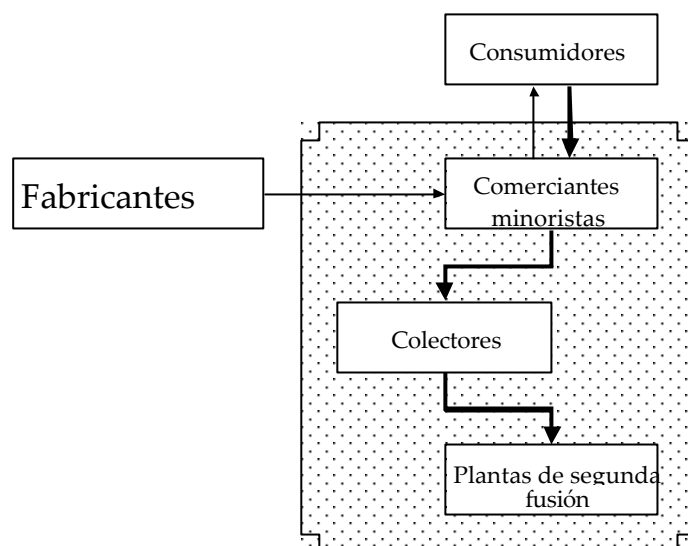 Consumidores
Fabricantes
Comerciantes
minoristas
Colectores
Plantas de segunda
fusión